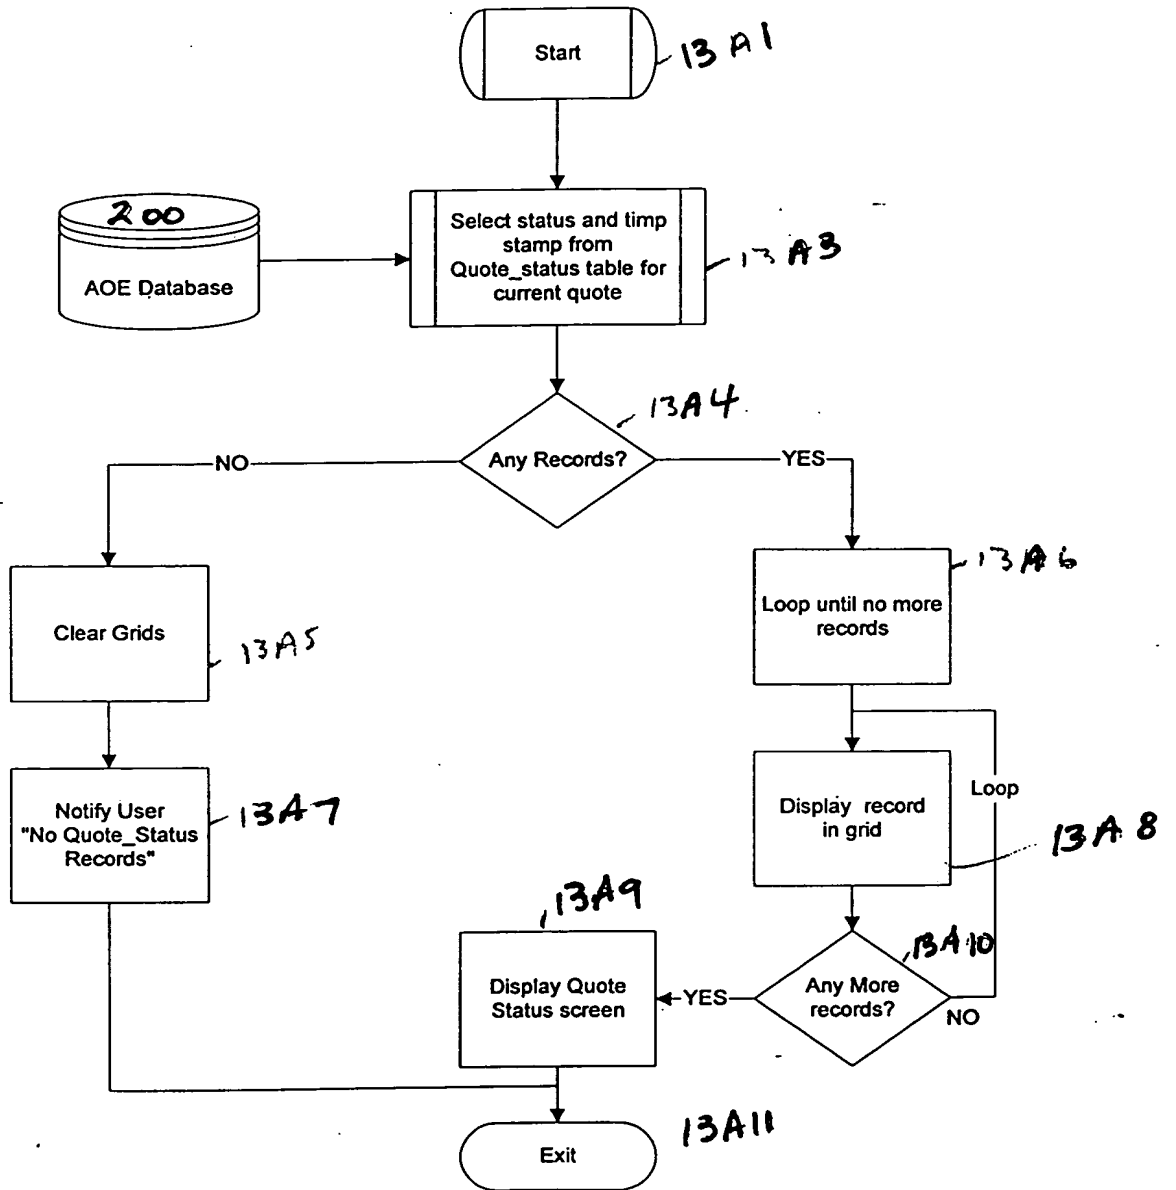 Start
13A1
200
AOE Database
Select status and timp
stamp from
Quote_status table for
current quote
13A3
Any Records?
13A4
NO
YES
Clear Grids
13A5
Loop until no more
records
13A6
Notify User
"No Quote_Status
Records"
13A7
Display record
in grid
Loop
13A8
Display Quote
Status screen
13A9
YES
Any More
records?
13A10
NO
Exit
13A11